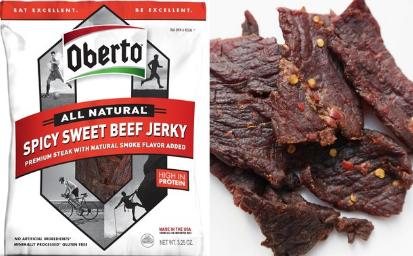 EAT EXCELLENT. BE EXCELLENT.
Oberto
ALL NATURAL*
SPICY SWEET BEEF JERKY
PREMIUM STEAK WITH NATURAL SMOKE FLAVOR ADDED
HIGH IN
PROTEIN
NO ARTIFICIAL INGREDIENTS*
MINIMALLY PROCESSED* GLUTEN FREE
MADE IN THE USA
NET WT. 3.25 OZ.